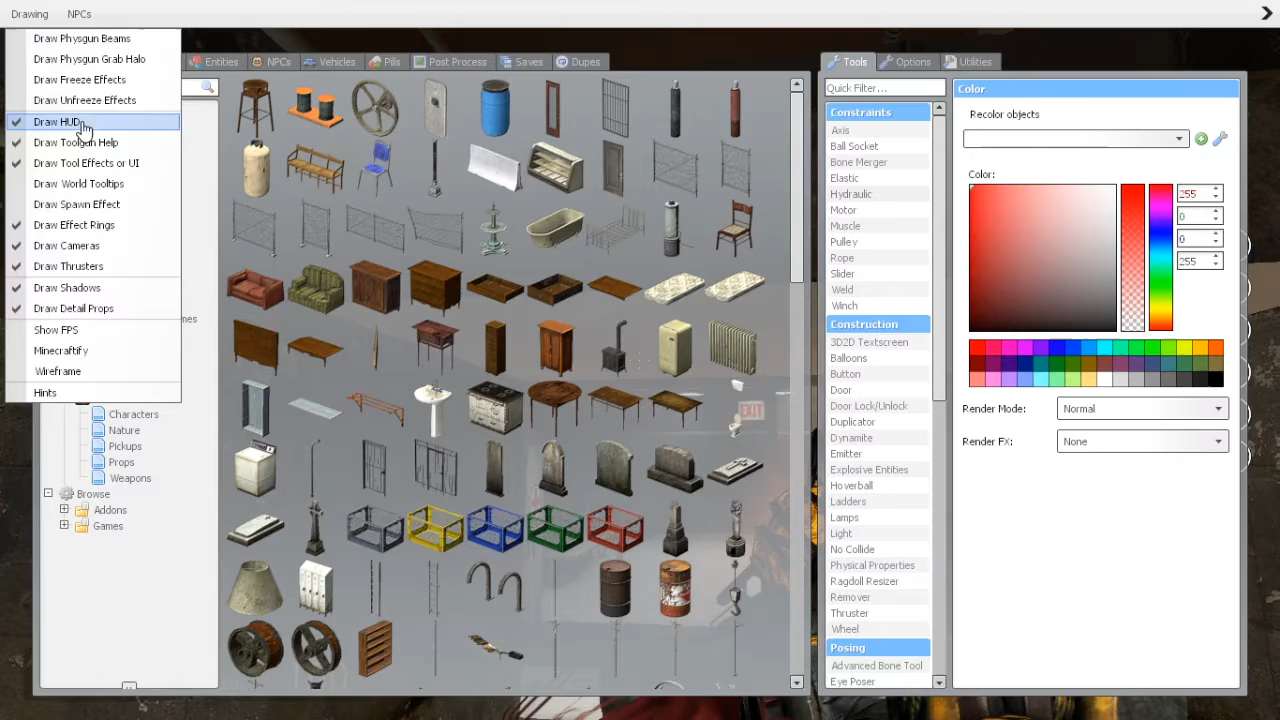 Drawing NPCs
Draw Physgun Beams
Draw Physgun Grab Halo
Draw Freeze Effects
Draw Unfreeze Effects
Draw HUD
Draw Toolgun Help
Draw Tool Effects or UI
Draw World Tooltips
Draw Spawn Effect
Draw Effect Rings
Draw Cameras
Draw Thrusters
Draw Shadows
Draw Detail Props
Show FPS
Minecraftify
Wireframe
Hints
Characters
Nature
Pickups
Props
Weapons
Browse
Addons
Games
Entities NPCs Vehicles Pills Post Process Saves Dupes
EXIT
Tools Options Utilities
Quick Filter...
Constraints
Axis
Ball Socket
Bone Merger
Elastic
Hydraulic
Motor
Muscle
Pulley
Rope
Slider
Weld
Winch
Construction
3D2D Textscreen
Balloons
Button
Door
Door Lock/Unlock
Duplicator
Dynamite
Emitter
Explosive Entities
Hoverball
Ladders
Lamps
Light
No Collide
Physical Properties
Ragdoll Resizer
Remover
Thruster
Wheel
Posing
Advanced Bone Tool
Eye Poser
Color
Recolor objects
Color:
255
0
0
255
Render Mode: Normal
Render FX: None